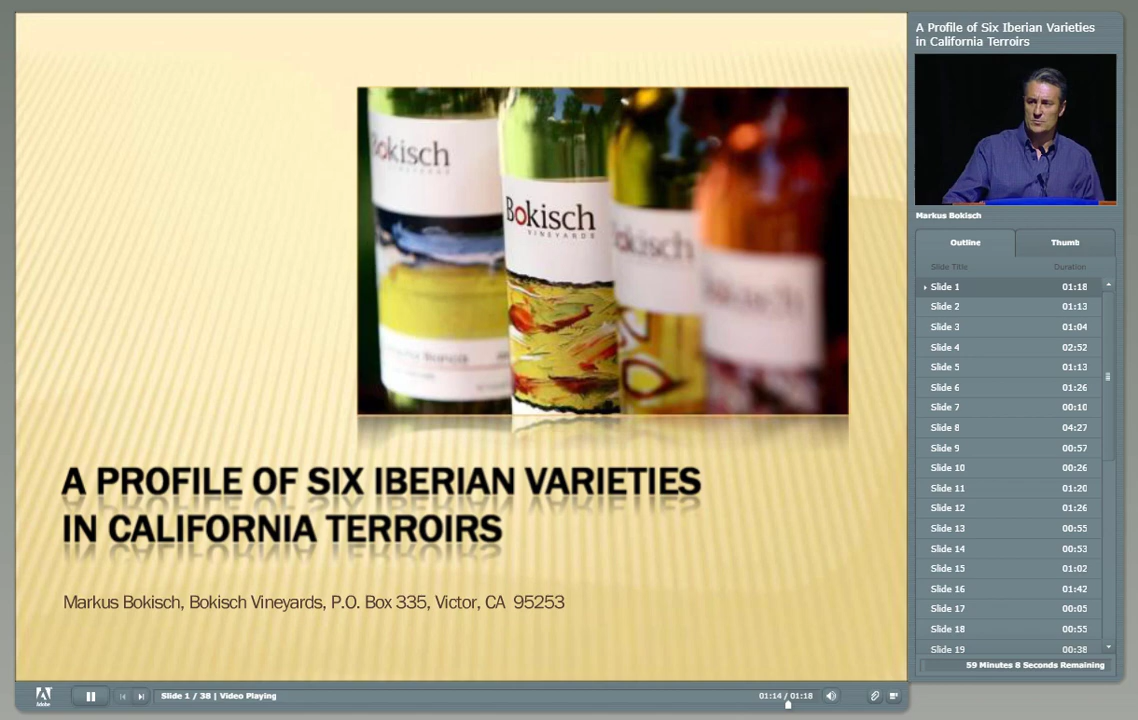 Bokisch
VINEYARDS
Bokisch
VINEYARDS
Bokisch
A PROFILE OF SIX IBERIAN VARIETIES
IN CALIFORNIA TERROIRS
Markus Bokisch, Bokisch Vineyards, P.O. Box 335, Victor, CA 95253
Adobe
Slide 1 / 38 | Video Playing
01:14 / 01:18
A Profile of Six Iberian Varieties
in California Terroirs
Markus Bokisch
Outline Thumb
Slide Title Duration
Slide 1 01:18
Slide 2 01:13
Slide 3 01:04
Slide 4 02:52
Slide 5 01:13
Slide 6 01:26
Slide 7 00:10
Slide 8 04:27
Slide 9 00:57
Slide 10 00:26
Slide 11 01:20
Slide 12 01:26
Slide 13 00:55
Slide 14 00:53
Slide 15 01:02
Slide 16 01:42
Slide 17 00:05
Slide 18 00:55
Slide 19 00:38
59 Minutes 8 Seconds Remaining